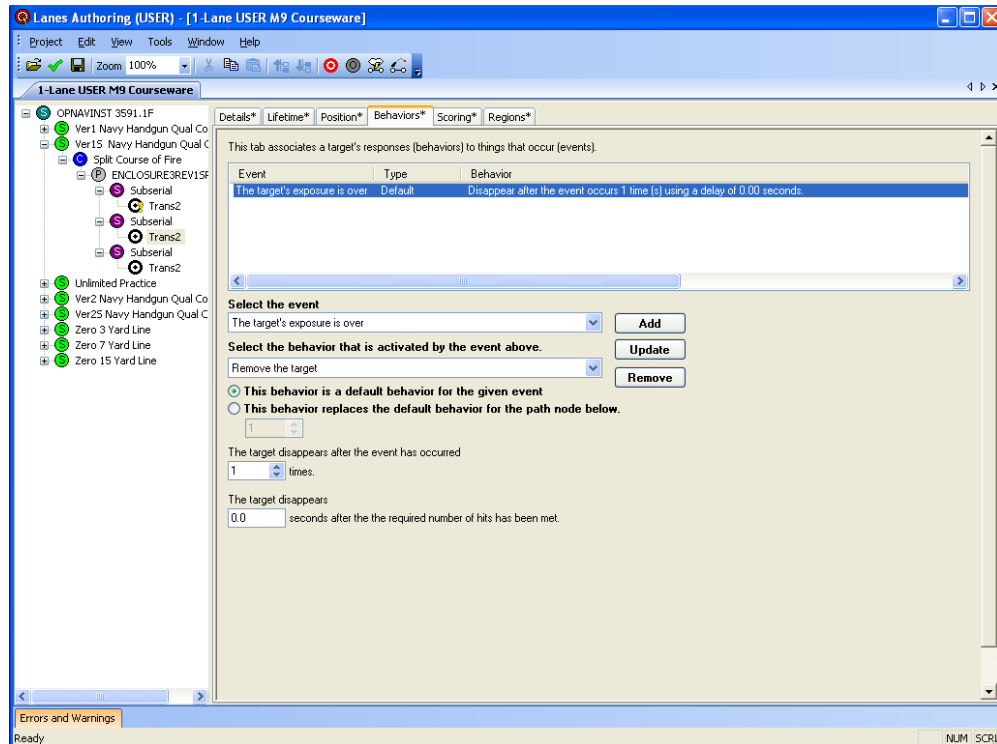 Lanes Authoring (USER) - [1-Lane USER M9 Courseware]
Project Edit View Tools Window Help
Zoom 100%
1-Lane USER M9 Courseware
OPNAVINST 3591.1F
Ver1 Navy Handgun Qual Co
Ver1S Navy Handgun Qual C
Split Course of Fire
ENCLOSURE3REV1SF
Subserial
Trans2
Subserial
Trans2
Subserial
Trans2
Unlimited Practice
Ver2 Navy Handgun Qual Co
Ver2S Navy Handgun Qual C
Zero 3 Yard Line
Zero 7 Yard Line
Zero 15 Yard Line
Details* Lifetime* Position* Behaviors* Scoring* Regions*
This tab associates a target's responses (behaviors) to things that occur (events).
Event Type Behavior
The target's exposure is over Default Disappear after the event occurs 1 time (s) using a delay of 0.00 seconds.
Select the event
The target's exposure is over Add
Select the behavior that is activated by the event above. Update
Remove the target Remove
This behavior is a default behavior for the given event
This behavior replaces the default behavior for the path node below.
1
The target disappears after the event has occurred
1 times.
The target disappears
0.0 seconds after the the required number of hits has been met.
Errors and Warnings
Ready NUM SCRL